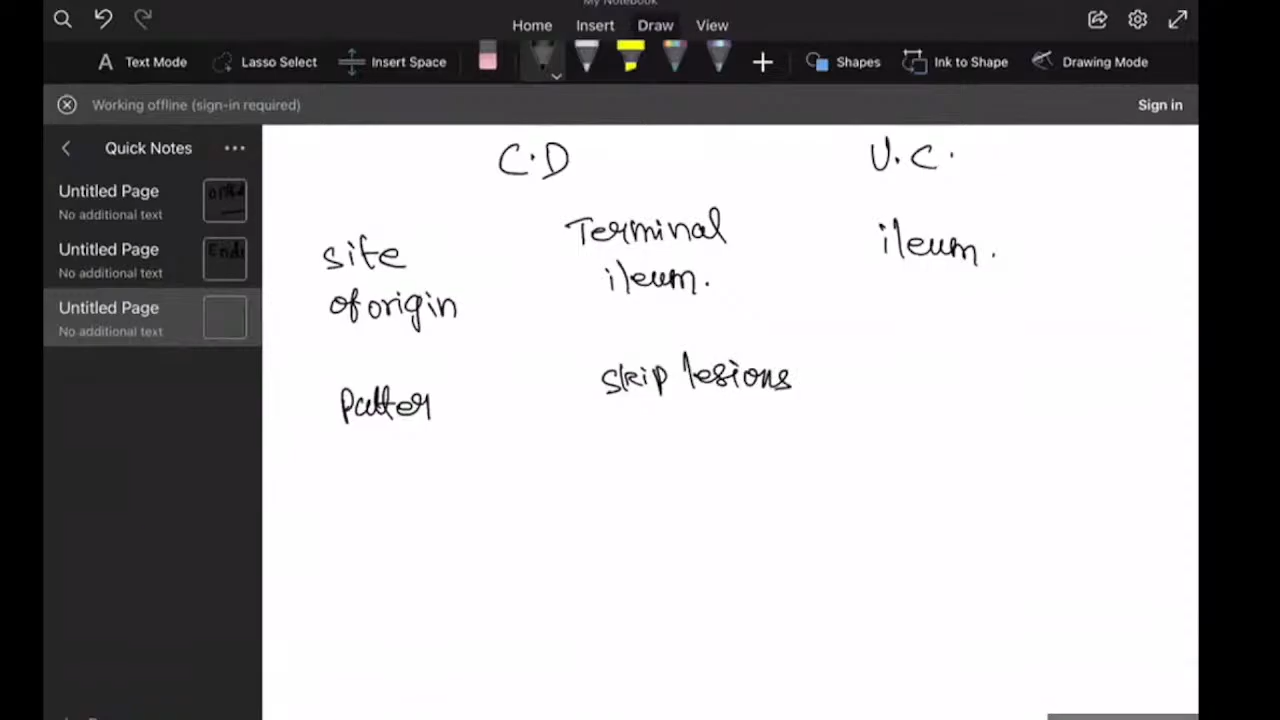 My Notebook
Home Insert Draw View
Text Mode Lasso Select Insert Space Shapes Ink to Shape Drawing Mode
Working offline (sign-in required) Sign in
Quick Notes
Untitled Page
No additional text
Untitled Page
No additional text
Untitled Page
No additional text
C.D U.C.
site of origin Terminal ileum. ileum.
Patter skip lesions